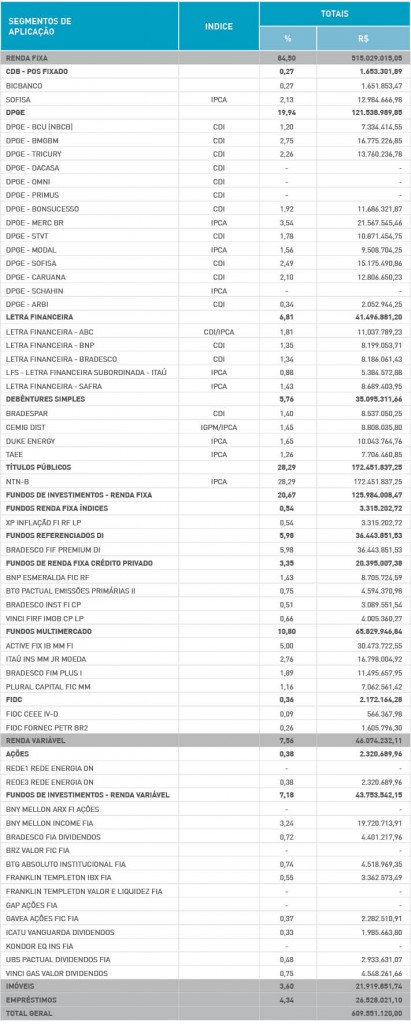 SEGMENTOS DE APLICAÇÃO INDICE TOTAIS
% R$
RENDA FIXA 84,50 515.029.015,05
CDB - POS FIXADO 0,27 1.653.301,89
BICBANCO 0,27 1.651.853,47
SOFISA IPCA 2,13 12.984.666,98
DPGE 19,94 121.538.989,85
DPGE - BCU (NBCB) CDI 1,20 7.334.414,55
DPGE - BMGBM CDI 2,75 16.775.226,85
DPGE - TRICURY CDI 2,26 13.760.236,78
DPGE - DACASA CDI - -
DPGE - OMNI CDI - -
DPGE - PRIMUS CDI - -
DPGE - BONSUCESSO CDI 1,92 11.686.321,87
DPGE - MERC BR IPCA 3,54 21.567.545,46
DPGE - STVT CDI 1,78 10.871.454,75
DPGE - MODAL IPCA 1,56 9.508.704,25
DPGE - SOFISA CDI 2,49 15.175.490,86
DPGE - CARUANA CDI 2,10 12.806.650,23
DPGE - SCHAHIN IPCA - -
DPGE - ARBI CDI 0,34 2.052.944,25
LETRA FINANCEIRA 6,81 41.496.881,20
LETRA FINANCEIRA - ABC CDI/IPCA 1,81 11.037.789,23
LETRA FINANCEIRA - BNP CDI 1,35 8.199.053,71
LETRA FINANCEIRA - BRADESCO CDI 1,34 8.186.061,43
LFS - LETRA FINANCEIRA SUBORDINADA - ITAÚ IPCA 0,88 5.384.572,88
LETRA FINANCEIRA - SAFRA IPCA 1,43 8.689.403,95
DEBÊNTURES SIMPLES 5,76 35.095.311,66
BRADESPAR CDI 1,40 8.537.050,25
CEMIG DIST IGPM/IPCA 1,45 8.808.035,80
DUKE ENERGY IPCA 1,65 10.043.764,76
TAEE IPCA 1,26 7.706.460,85
TÍTULOS PÚBLICOS 28,29 172.451.837,25
NTN-B IPCA 28,29 172.451.837,25
FUNDOS DE INVESTIMENTOS - RENDA FIXA 20,67 125.984.008,47
FUNDOS RENDA FIXA ÍNDICES 0,54 3.315.202,72
XP INFLAÇÃO FI RF LP 0,54 3.315.202,72
FUNDOS REFERENCIADOS DI 5,98 36.443.851,53
BRADESCO FIF PREMIUM DI 5,98 36.443.851,53
FUNDOS DE RENDA FIXA CRÉDITO PRIVADO 3,35 20.395.007,38
BNP ESMERALDA FIC RF 1,43 8.705.724,59
BTG PACTUAL EMISSÕES PRIMÁRIAS II 0,75 4.594.370,98
BRADESCO INST FI CP 0,51 3.089.551,54
VINCI FIRF IMOB CP LP 0,66 4.005.360,27
FUNDOS MULTIMERCADO 10,80 65.829.946,84
ACTIVE FIX IB MM FI 5,00 30.473.722,55
ITAÚ INS MM JR MOEDA 2,76 16.798.004,92
BRADESCO FIM PLUS I 1,89 11.495.657,95
PLURAL CAPITAL FIC MM 1,16 7.062.561,42
FIDC 0,36 2.172.164,28
FIDC CEEE IV-D 0,09 566.367,98
FIDC FORNEC PETR BR2 0,26 1.605.796,30
RENDA VARIÁVEL 7,56 46.074.232,11
AÇÕES 0,38 2.320.689,96
REDE1 REDE ENERGIA ON - -
REDE3 REDE ENERGIA ON 0,38 2.320.689,96
FUNDOS DE INVESTIMENTOS - RENDA VARIÁVEL 7,18 43.753.542,15
BNY MELLON ARX FI AÇÕES - -
BNY MELLON INCOME FIA 3,24 19.720.713,91
BRADESCO FIA DIVIDENDOS 0,72 4.401.217,96
BRZ VALOR FIC FIA - -
BTG ABSOLUTO INSTITUCIONAL FIA 0,74 4.518.969,35
FRANKLIN TEMPLETON IBX FIA 0,55 3.362.573,49
FRANKLIN TEMPLETON VALOR E LIQUIDEZ FIA - -
GAP AÇÕES FIA - -
GAVEA AÇÕES FIC FIA 0,37 2.282.510,91
ICATU VANGUARDA DIVIDENDOS 0,33 1.985.663,80
KONDOR EQ INS FIA - -
UBS PACTUAL DIVIDENDOS FIA 0,48 2.933.631,07
VINCI GAS VALOR DIVIDENDOS 0,75 4.548.261,66
IMÓVEIS 3,60 21.919.851,74
EMPRÉSTIMOS 4,34 26.528.021,10
TOTAL GERAL 609.551.120,00